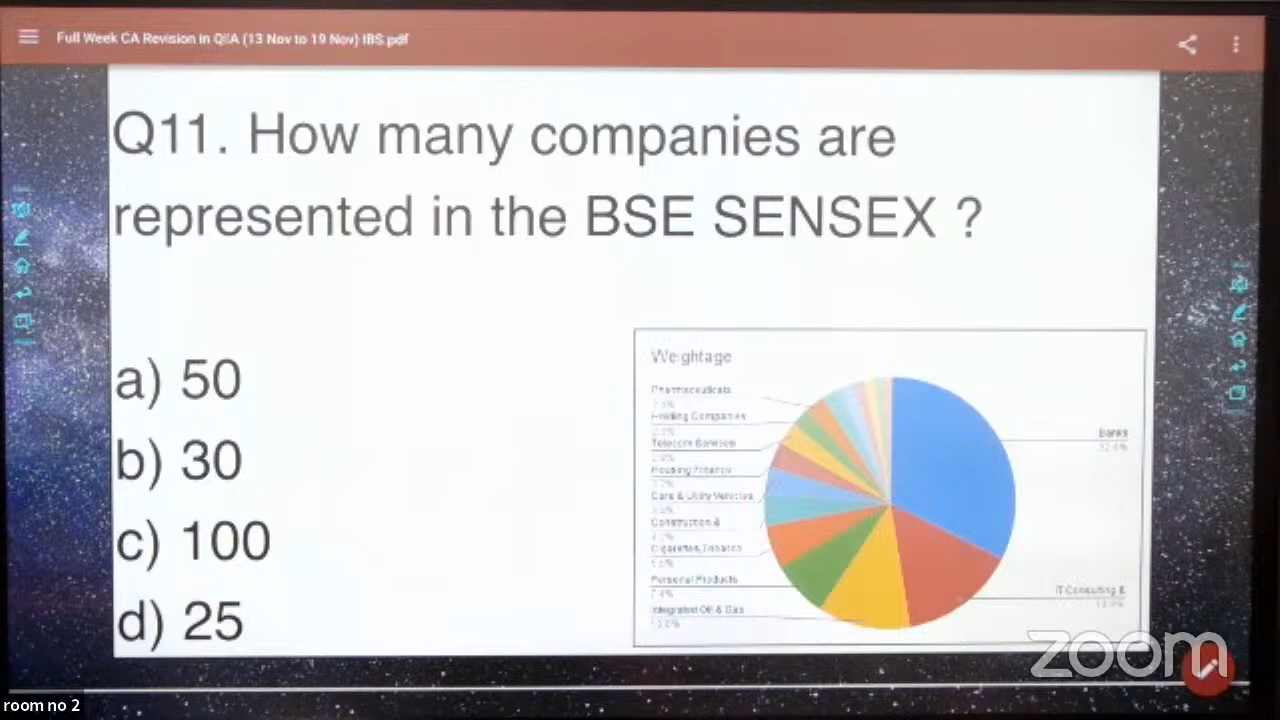 Full Week CA Revision in Q&A (13 Nov to 19 Nov) IBS.pdf
Q11. How many companies are
represented in the BSE SENSEX ?
a) 50
b) 30
c) 100
d) 25
Weightage
Pharmaceuticals
Holding Companies
Telecom Services
Housing Finance
Cars & Utility Vehicles
Construction &
Cigarettes,Tobacco
Personal Products
Integrated Oil & Gas
Banks
IT Consulting &
zoom
room no 2